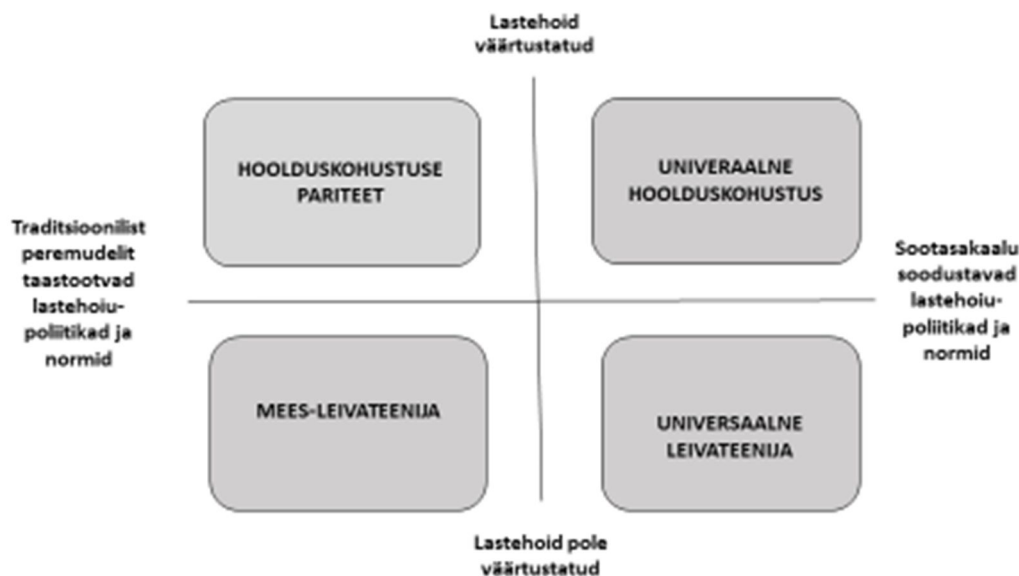 Lastehoid
väärtustatud
HOOLDUSKOHUSTUSE
PARITEET
UNIVERAALNE
HOOLDUSKOHUSTUS
Traditsioonilist
peremudelit
taastootvad
lastehoiu-
poliitikad ja
normid
Sootasakaalu
soodustavad
lastehoiu-
poliitikad ja
normid
MEES-LEIVATEENIJA
UNIVERSAALNE
LEIVATEENIJA
Lastehoid pole
väärtustatud